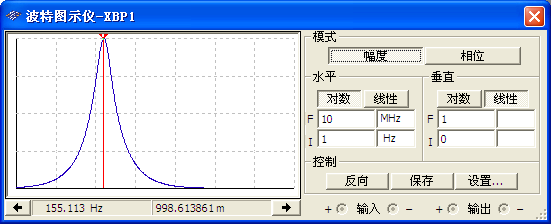 波特图示仪-XBP1
模式
幅度 相位
水平 垂直
对数 线性 对数 线性
F 10 MHz F 1
I 1 Hz I 0
控制
反向 保存 设置...
155.113 Hz 998.613861 m
+ 输入 - + 输出 -